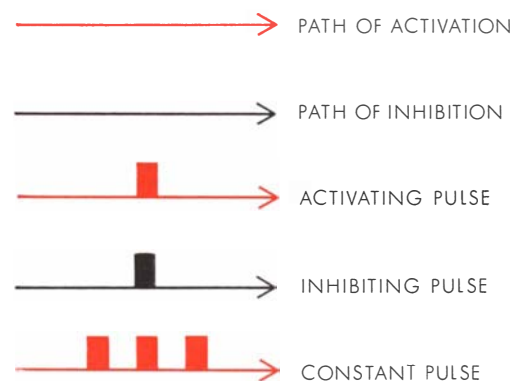 PATH OF ACTIVATION
PATH OF INHIBITION
ACTIVATING PULSE
INHIBITING PULSE
CONSTANT PULSE